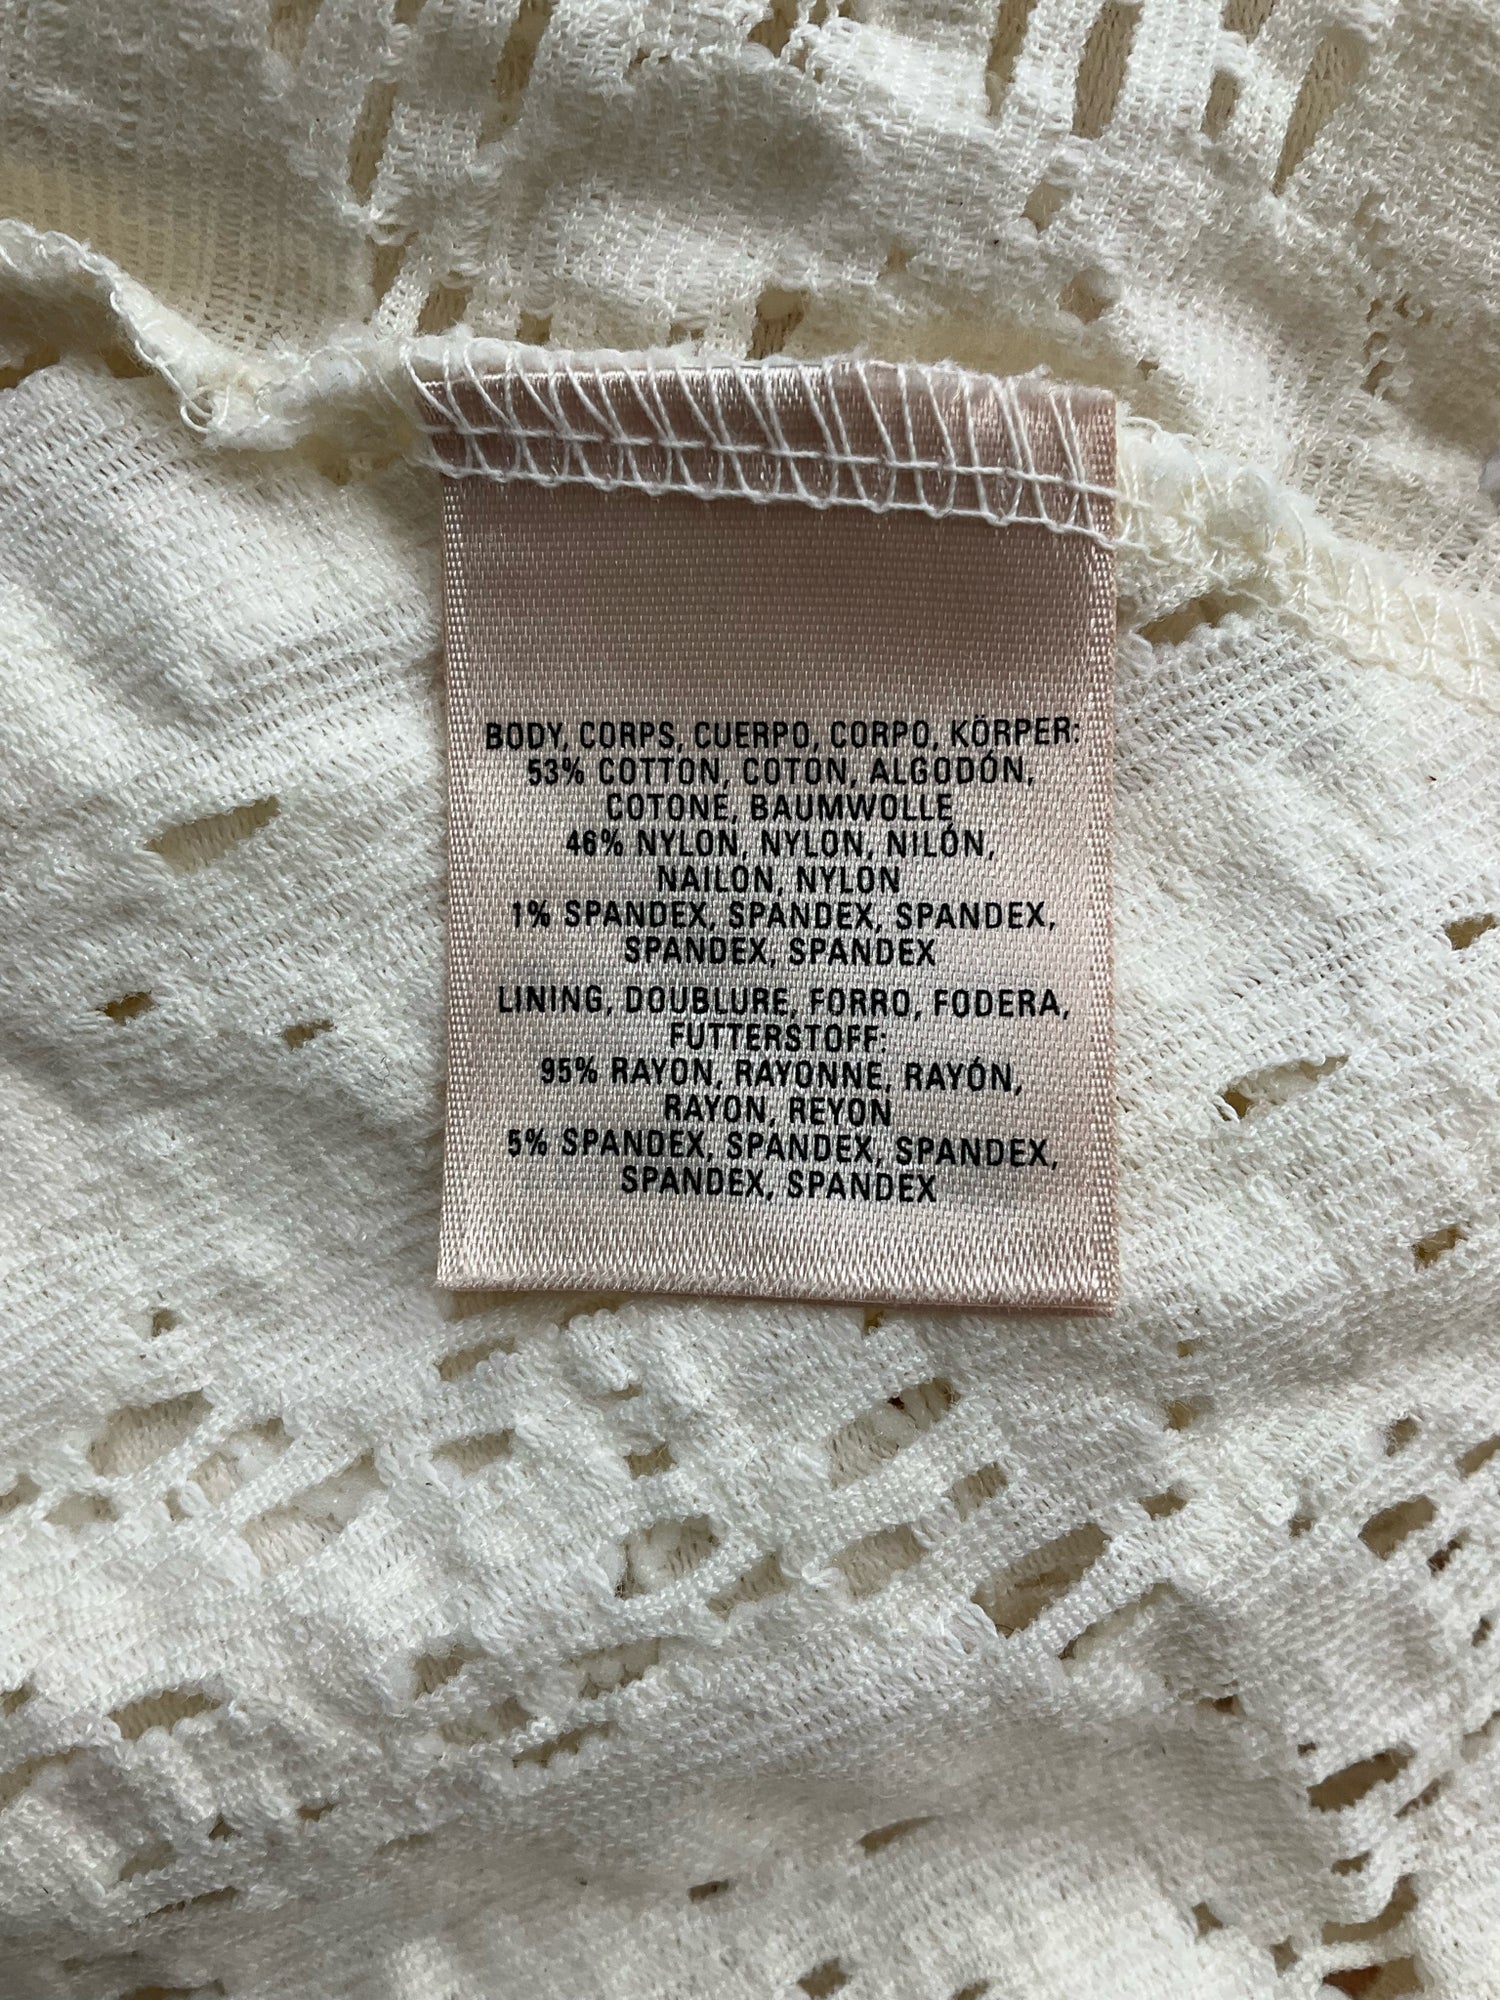 BODY, CORPS, CUERPO, CORPO, KÖRPER:
53% COTTON, COTON, ALGODÓN,
COTONE, BAUMWOLLE
46% NYLON, NYLON, NILÓN,
NAILON, NYLON
1% SPANDEX, SPANDEX, SPANDEX,
SPANDEX, SPANDEX
LINING, DOUBLURE, FORRO, FODERA,
FUTTERSTOFF:
95% RAYON, RAYONNE, RAYÓN,
RAYON, REYON
5% SPANDEX, SPANDEX, SPANDEX,
SPANDEX, SPANDEX